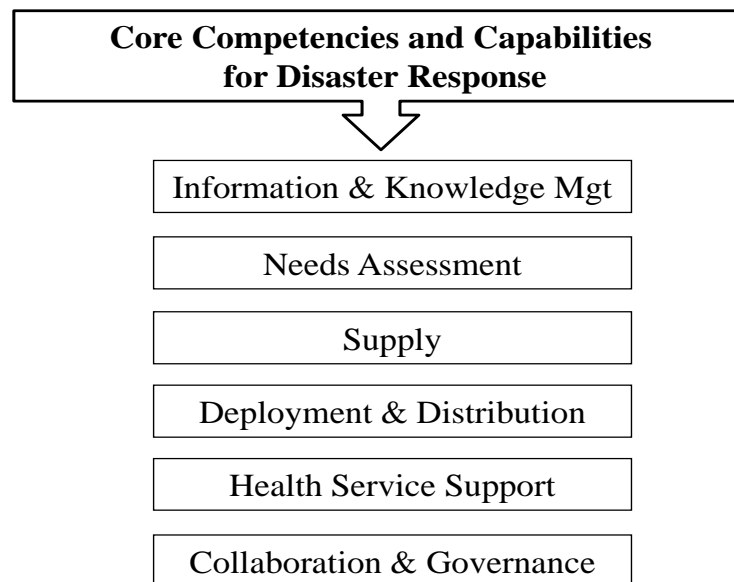 Core Competencies and Capabilities
for Disaster Response
Information & Knowledge Mgt
Needs Assessment
Supply
Deployment & Distribution
Health Service Support
Collaboration & Governance